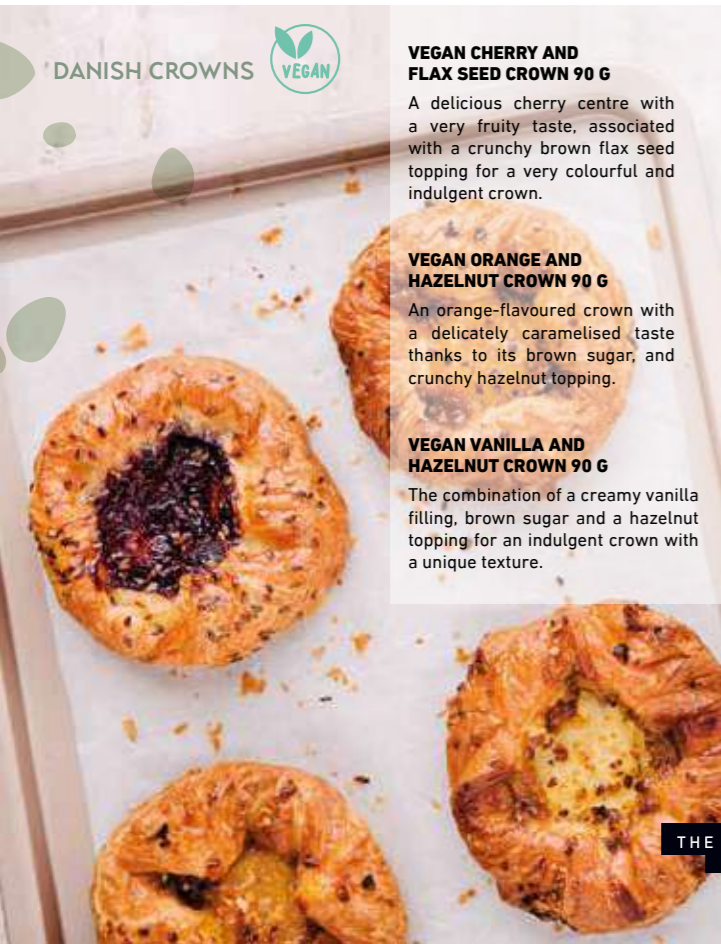 DANISH CROWNS
VEGAN
VEGAN CHERRY AND
FLAX SEED CROWN 90 G
A delicious cherry centre with
a very fruity taste, associated
with a crunchy brown flax seed
topping for a very colourful and
indulgent crown.
VEGAN ORANGE AND
HAZELNUT CROWN 90 G
An orange-flavoured crown with
a delicately caramelised taste
thanks to its brown sugar, and
crunchy hazelnut topping.
VEGAN VANILLA AND
HAZELNUT CROWN 90 G
The combination of a creamy vanilla
filling, brown sugar and a hazelnut
topping for an indulgent crown with
a unique texture.
THE